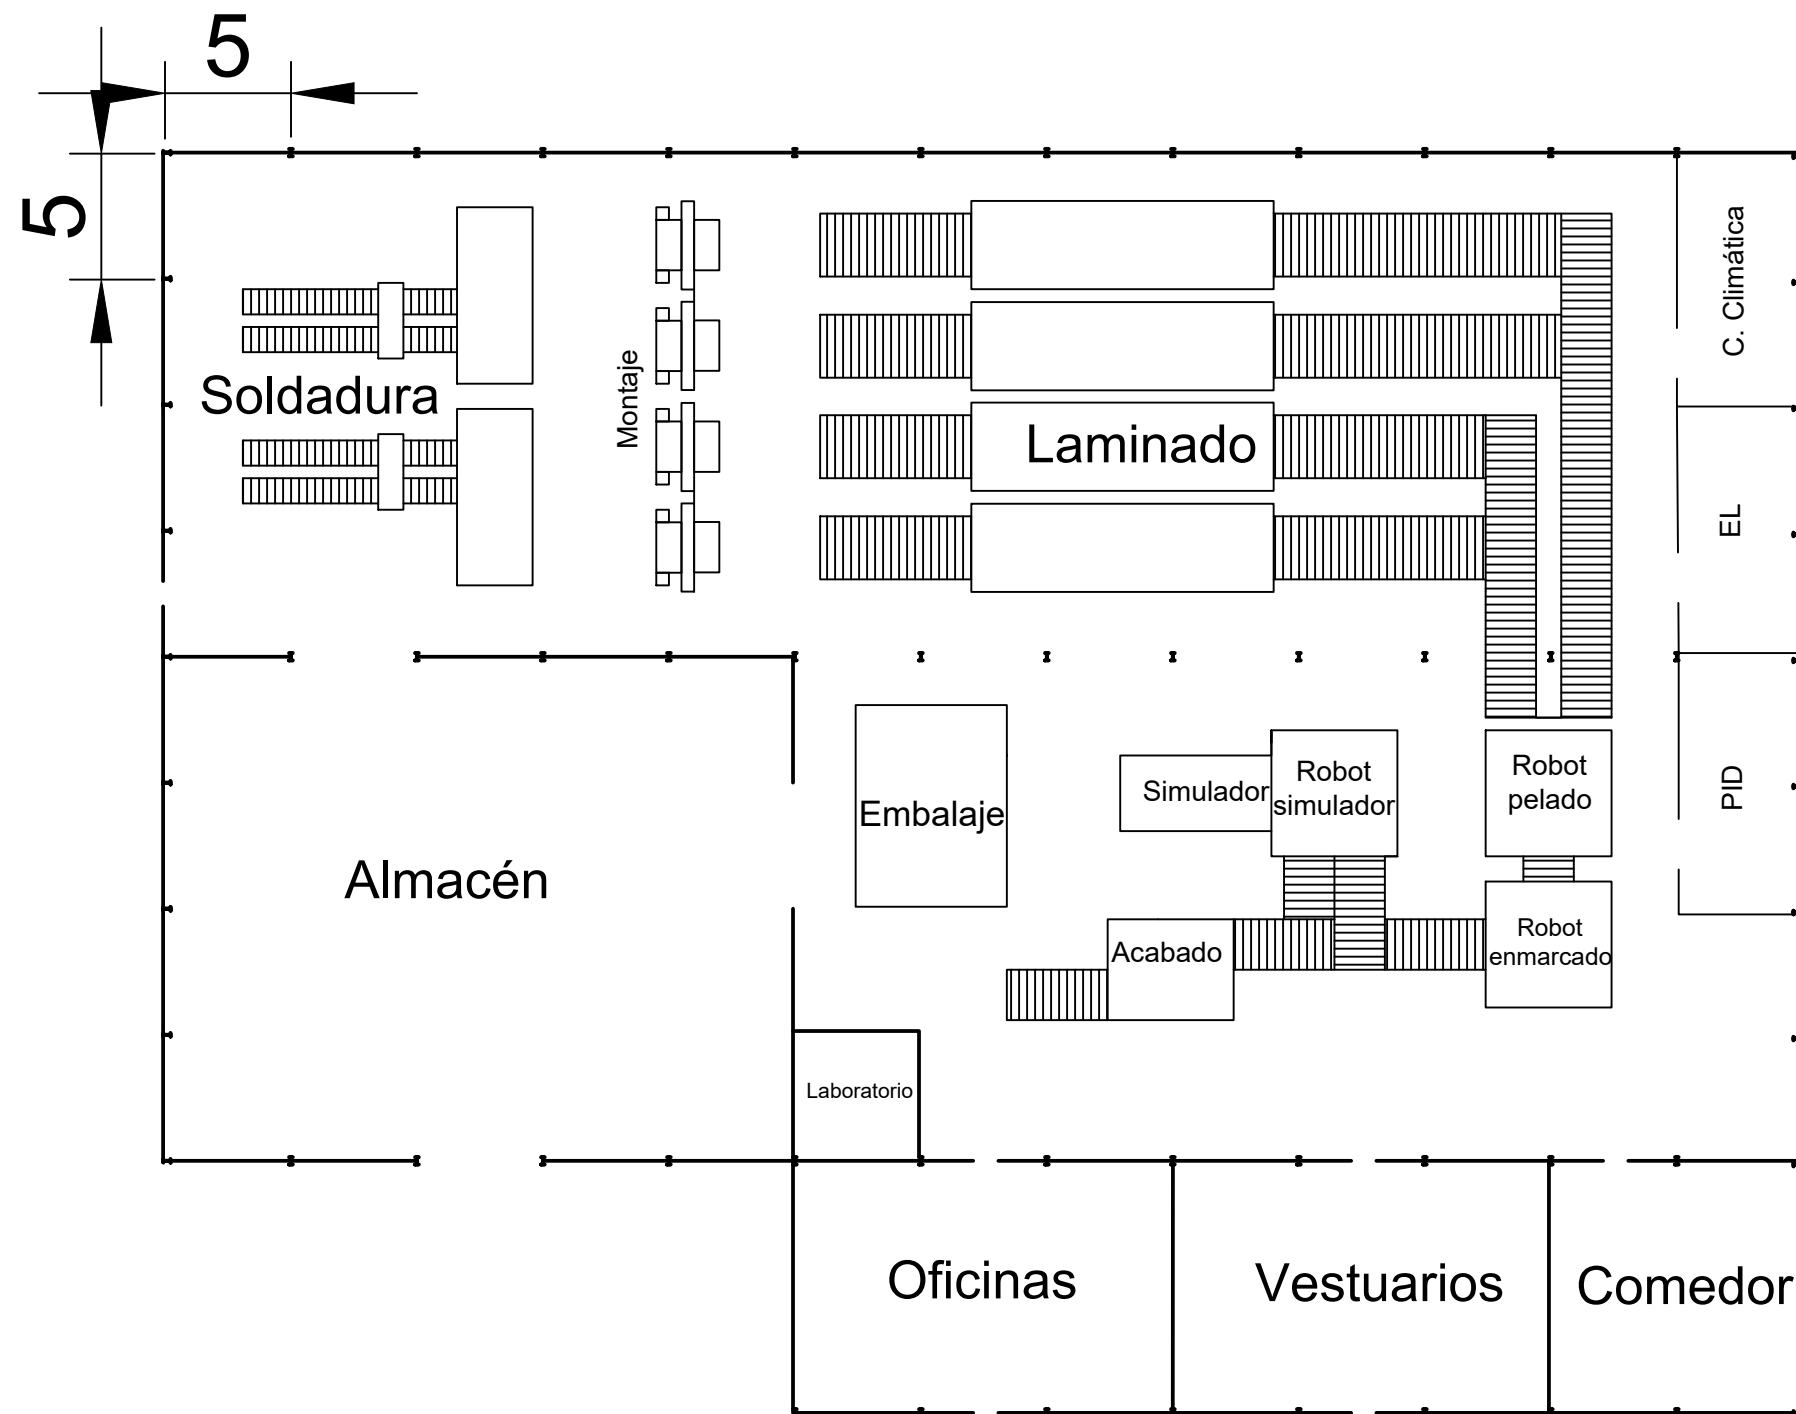 5
5
C. Climática
Soldadura
Montaje
Laminado
EL
Simulador
Robot
simulador
Robot
pelado
PID
Embalaje
Almacén
Acabado
Robot
enmarcado
Laboratorio
Oficinas
Vestuarios
Comedor